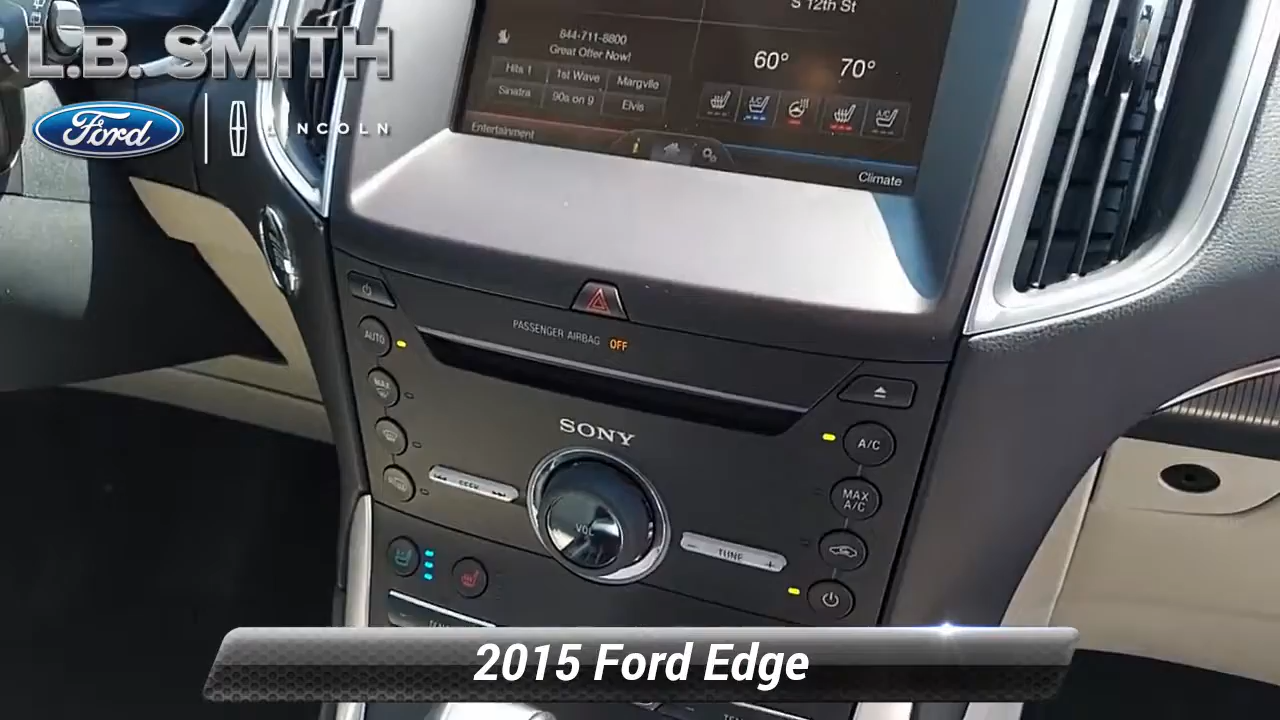 L.B. SMITH
Ford
LINCOLN
S 12th St
844-711-8800
Great Offer Now!
60° 70°
Hits 1 1st Wave Margville
Sinatra 90s on 9 Elvis
A/C A/C
Entertainment
Climate
PASSENGER AIRBAG OFF
AUTO
MAX
SONY
A/C
SEEK
MAX A/C
VOL
- TUNE +
2015 Ford Edge